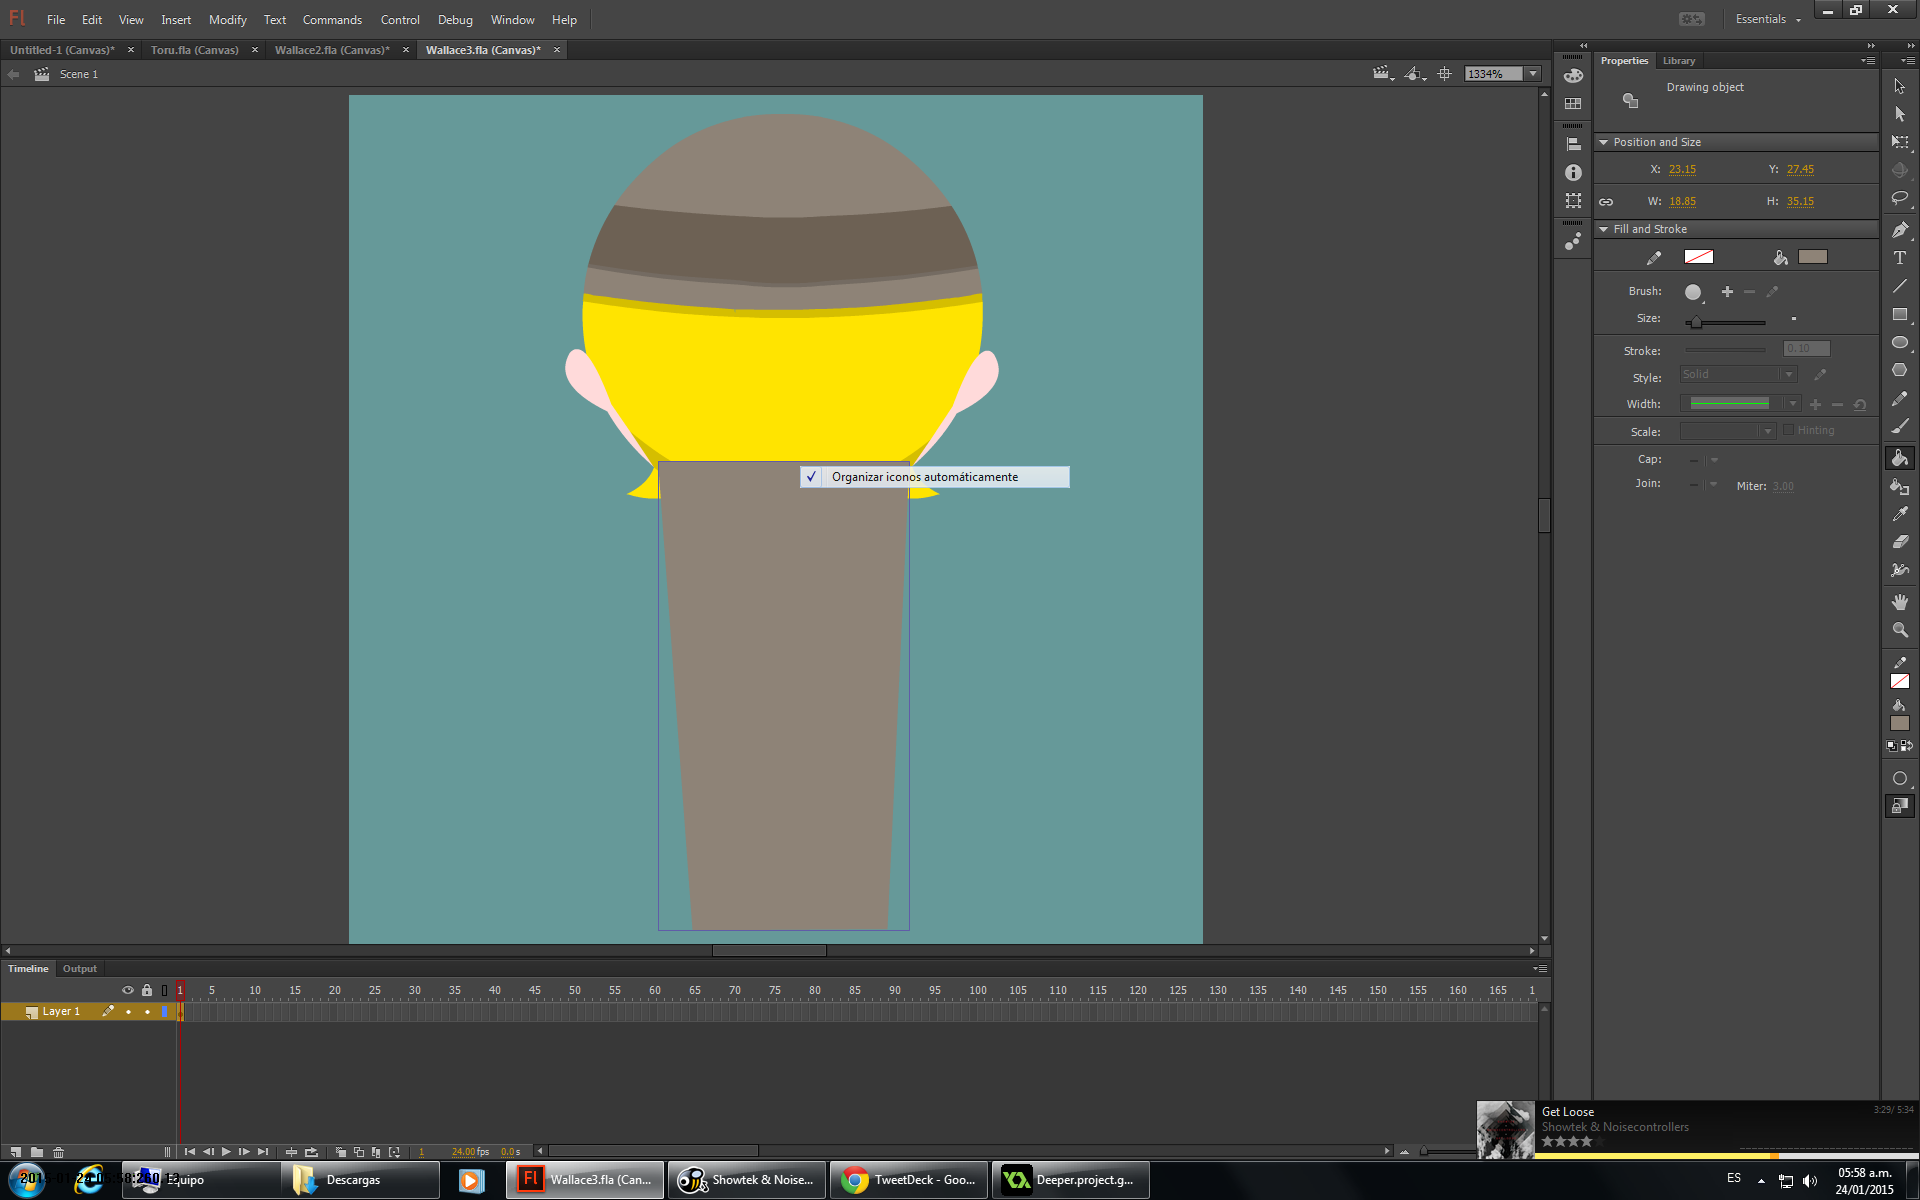 Fl File Edit View Insert Modify Text Commands Control Debug Window Help Essentials
Untitled-1 (Canvas)* Toru.fla (Canvas) Wallace2.fla (Canvas)* Wallace3.fla (Canvas)*
Scene 1 1334%
Properties Library
Drawing object
Position and Size
X: 23.15 Y: 27.45
W: 18.85 H: 35.15
Fill and Stroke
Brush:
Size:
Stroke: 0.10
Style: Solid
Width:
Scale: Hinting
Cap:
Join: Miter: 3.00
Organizar iconos automáticamente
Timeline Output
1 5 10 15 20 25 30 35 40 45 50 55 60 65 70 75 80 85 90 95 100 105 110 115 120 125 130 135 140 145 150 155 160 165 1
Layer 1
1 24.00 fps 0.0 s
Get Loose 3:29/ 5:34
Showtek & Noisecontrollers
Equipo Descargas Fl Wallace3.fla (Can... Showtek & Noise... TweetDeck - Goo... Deeper.project.g...
ES 05:58 a.m.
24/01/2015